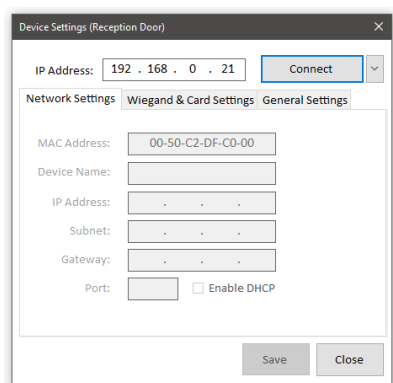 Device Settings (Reception Door)
IP Address: 192 . 168 . 0 . 21 Connect
Network Settings Wiegand & Card Settings General Settings
MAC Address: 00-50-C2-DF-C0-00
Device Name:
IP Address: . . .
Subnet: . . .
Gateway: . . .
Port: Enable DHCP
Save Close